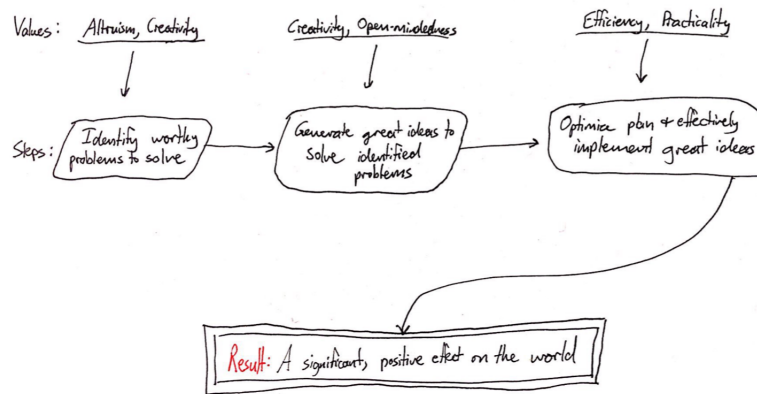 Values: Altruism, Creativity Creativity, Open-mindedness Efficiency, Practicality
Steps:
Identify worthy
problems to solve
Generate great ideas to
solve identified
problems
Optimize plan & effectively
implement great ideas
Result: A significant, positive effect on the world